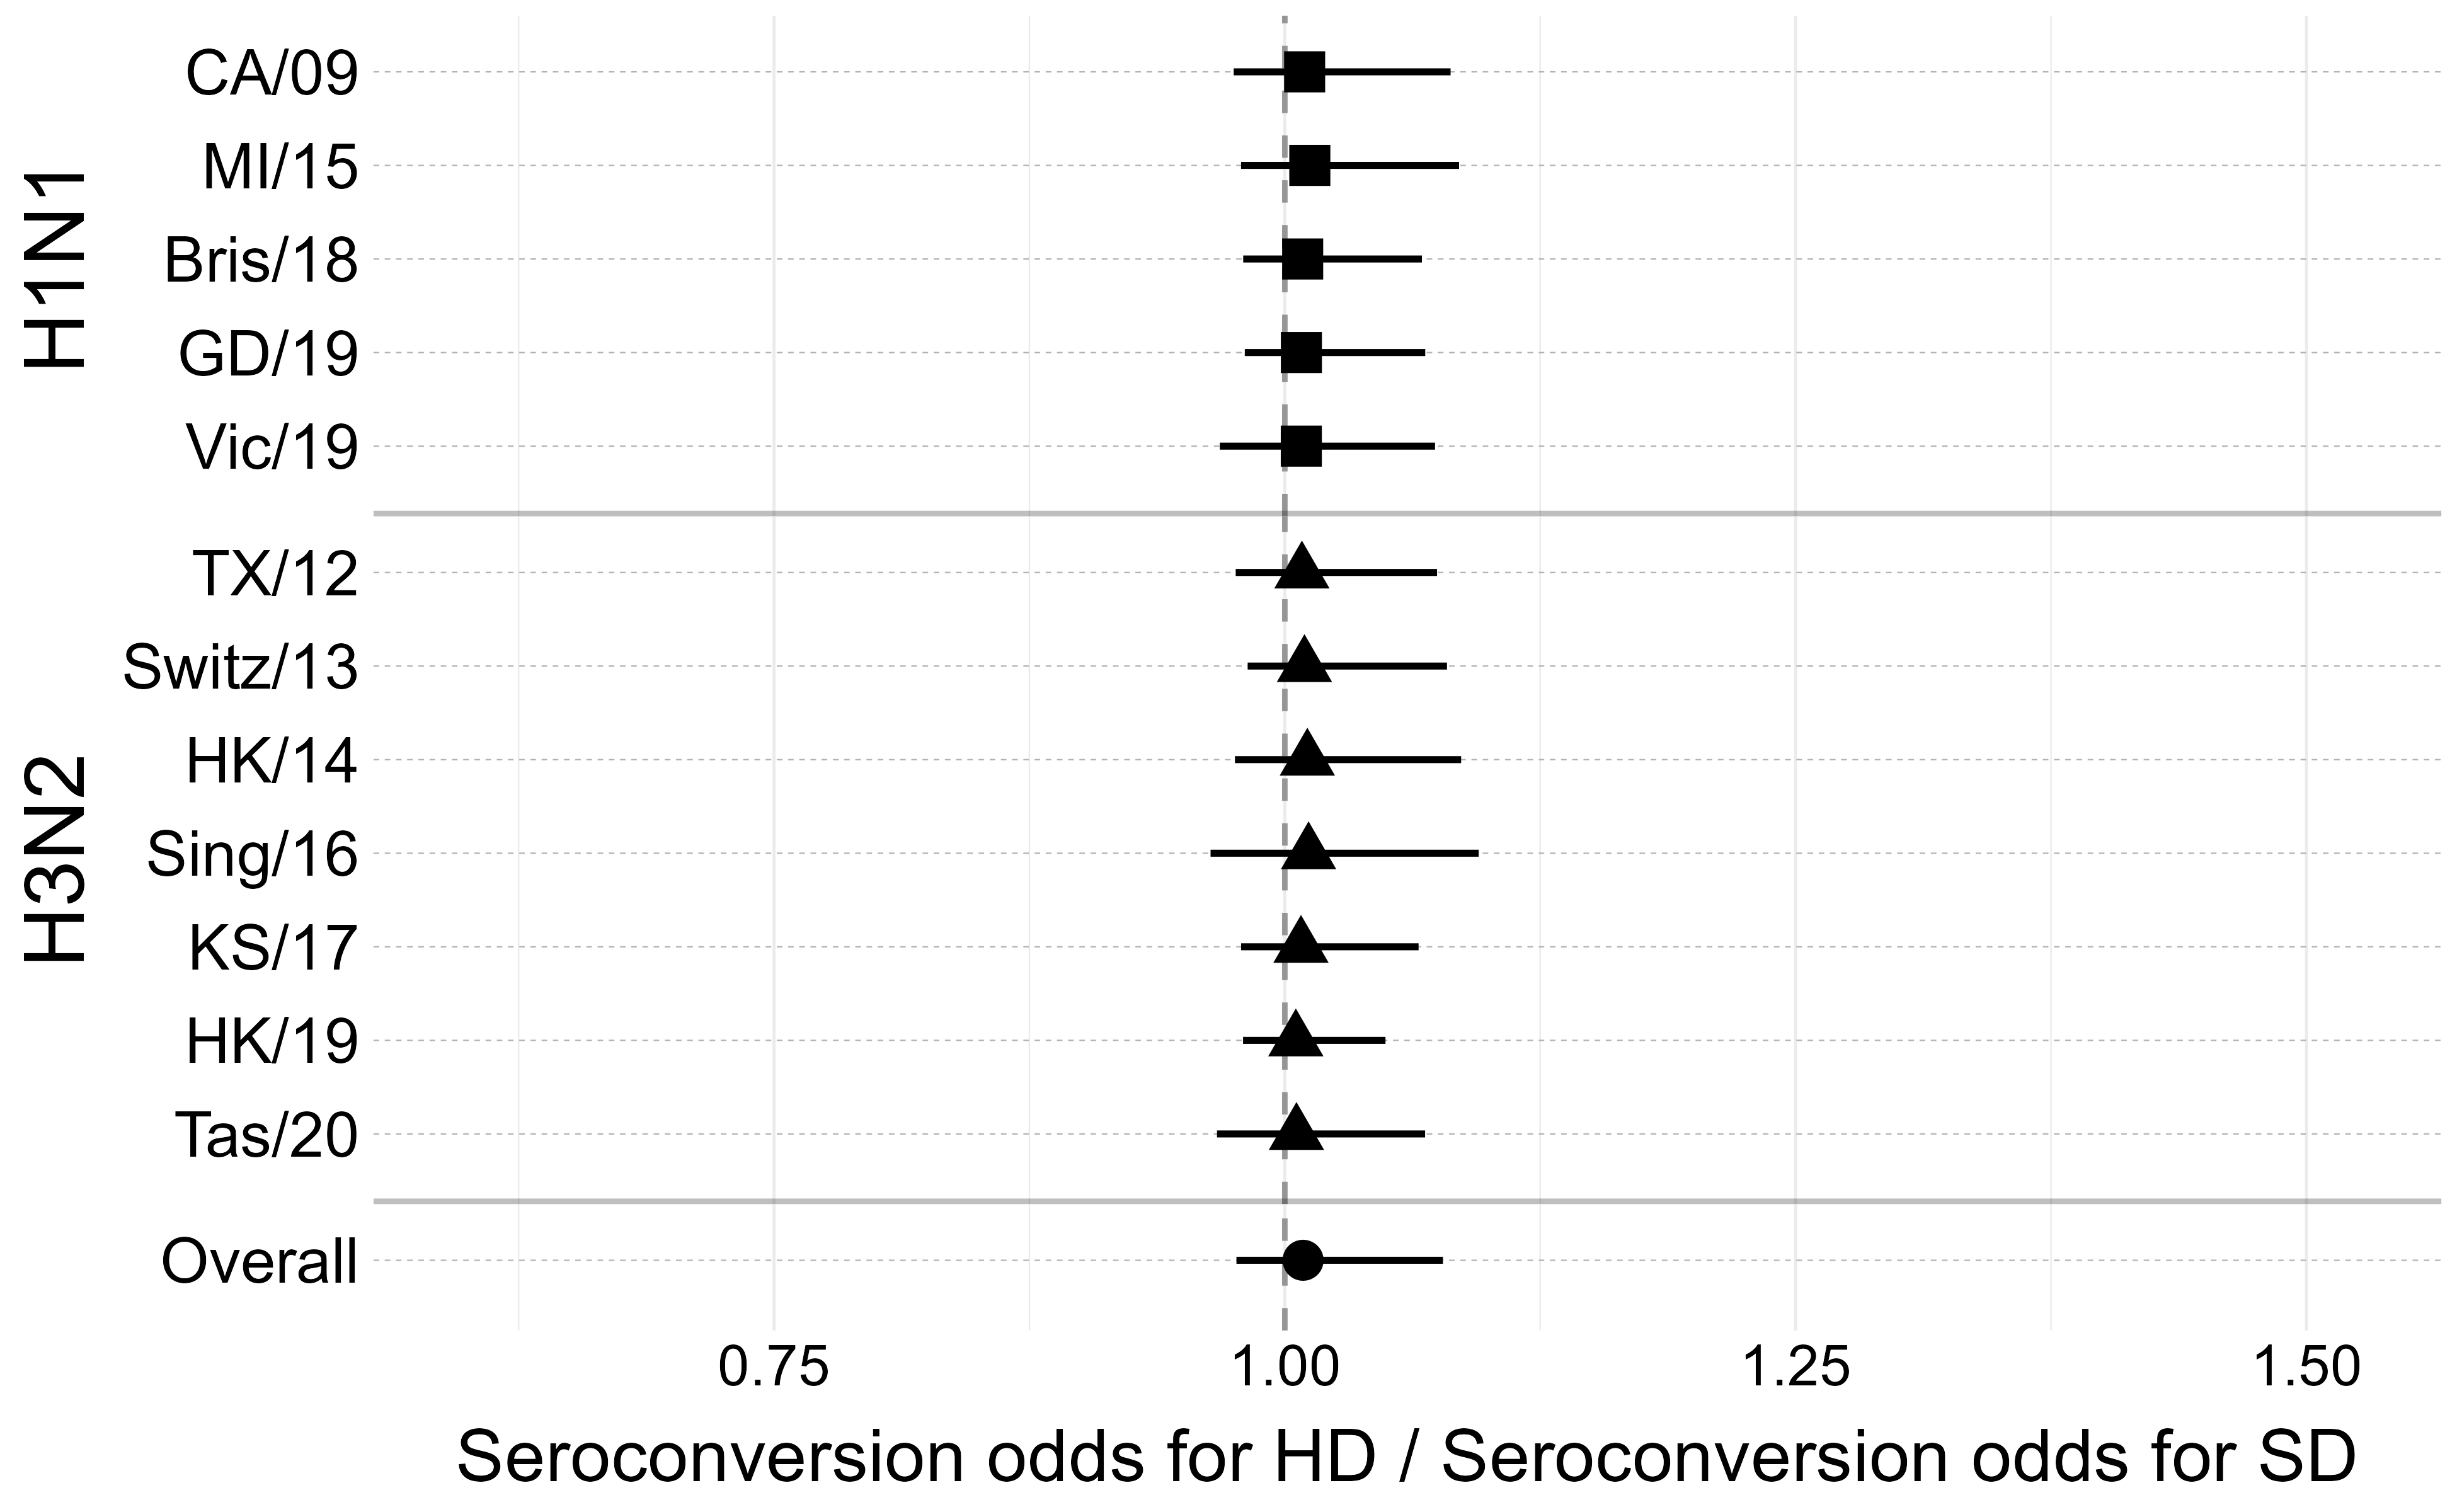 H1N1
CA/09
MI/15
Bris/18
GD/19
Vic/19
H3N2
TX/12
Switz/13
HK/14
Sing/16
KS/17
HK/19
Tas/20
Overall
0.75 1.00 1.25 1.50
Seroconversion odds for HD / Seroconversion odds for SD